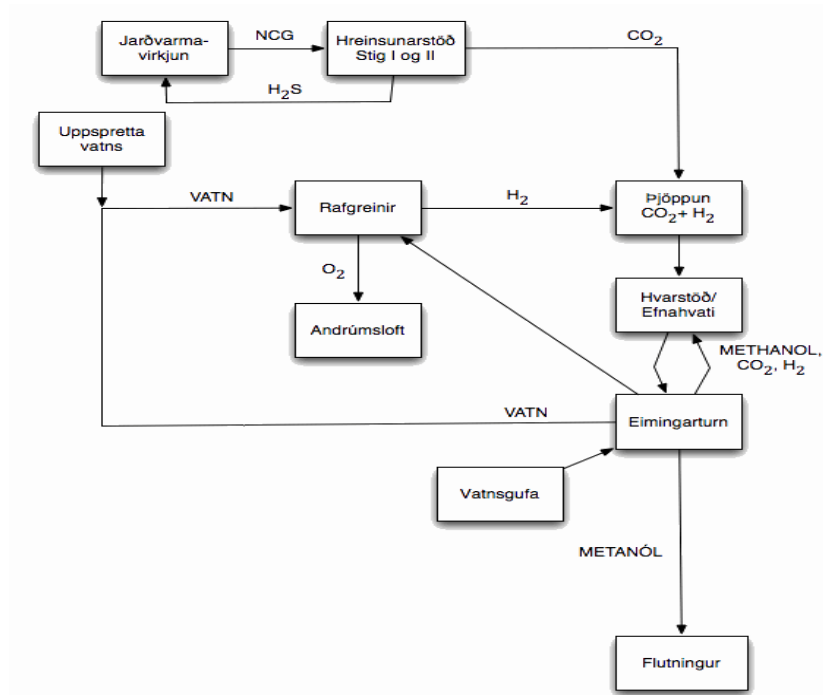 Jarðvarma-
virkjun
NCG
Hreinsunarstöð
Stig I og II
CO2
H2S
Uppspretta
vatns
VATN
Rafgreinir
H2
Þjöppun
CO2+ H2
O2
Andrúmsloft
Hvarstöð/
Efnahvati
METHANOL,
CO2, H2
VATN
Eimingarturn
Vatnsgufa
METANÓL
Flutningur